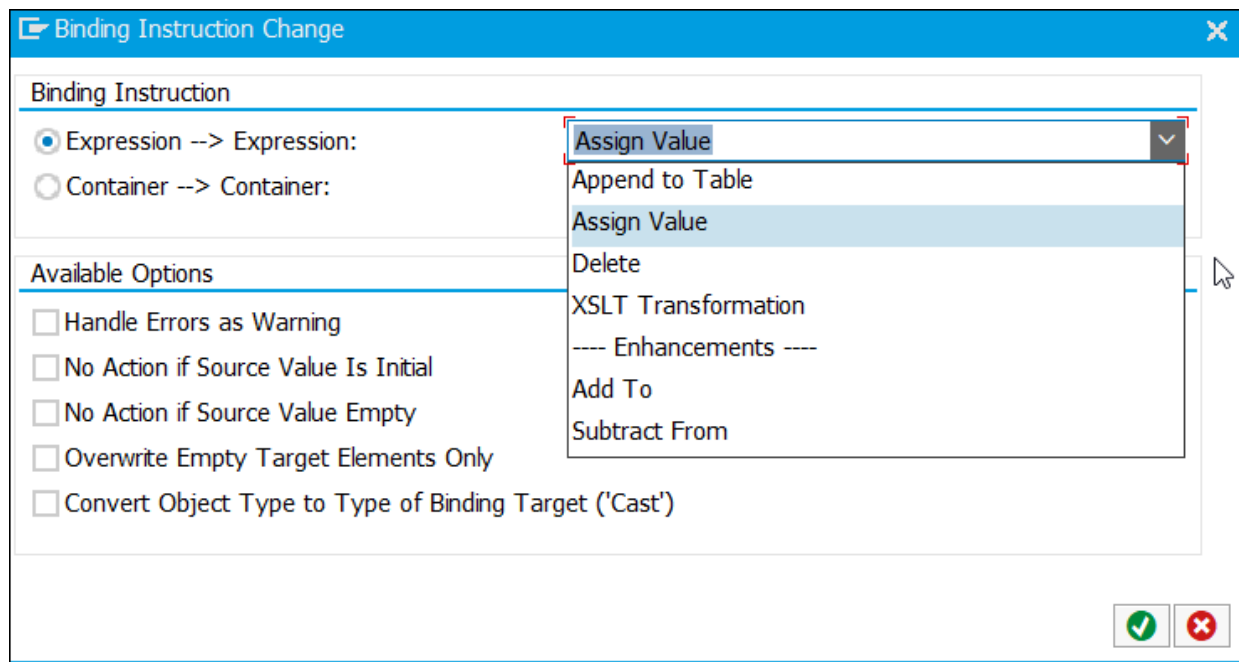 Binding Instruction Change
Binding Instruction
Expression --> Expression:
Assign Value
Container --> Container:
Append to Table
Assign Value
Delete
XSLT Transformation
---- Enhancements ----
Add To
Subtract From
Available Options
Handle Errors as Warning
No Action if Source Value Is Initial
No Action if Source Value Empty
Overwrite Empty Target Elements Only
Convert Object Type to Type of Binding Target ('Cast')